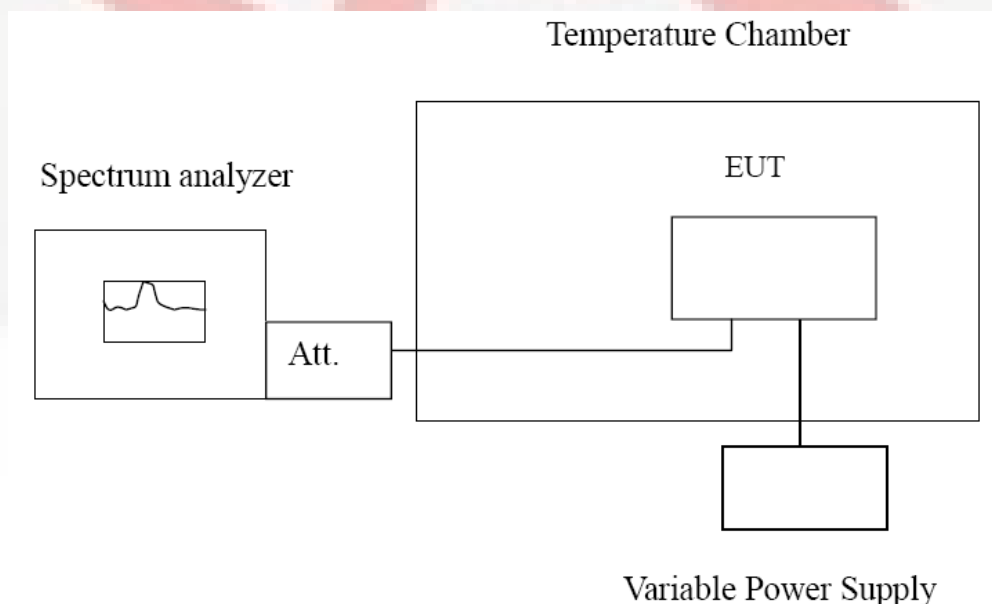 Temperature Chamber
Spectrum analyzer
EUT
Att.
Variable Power Supply